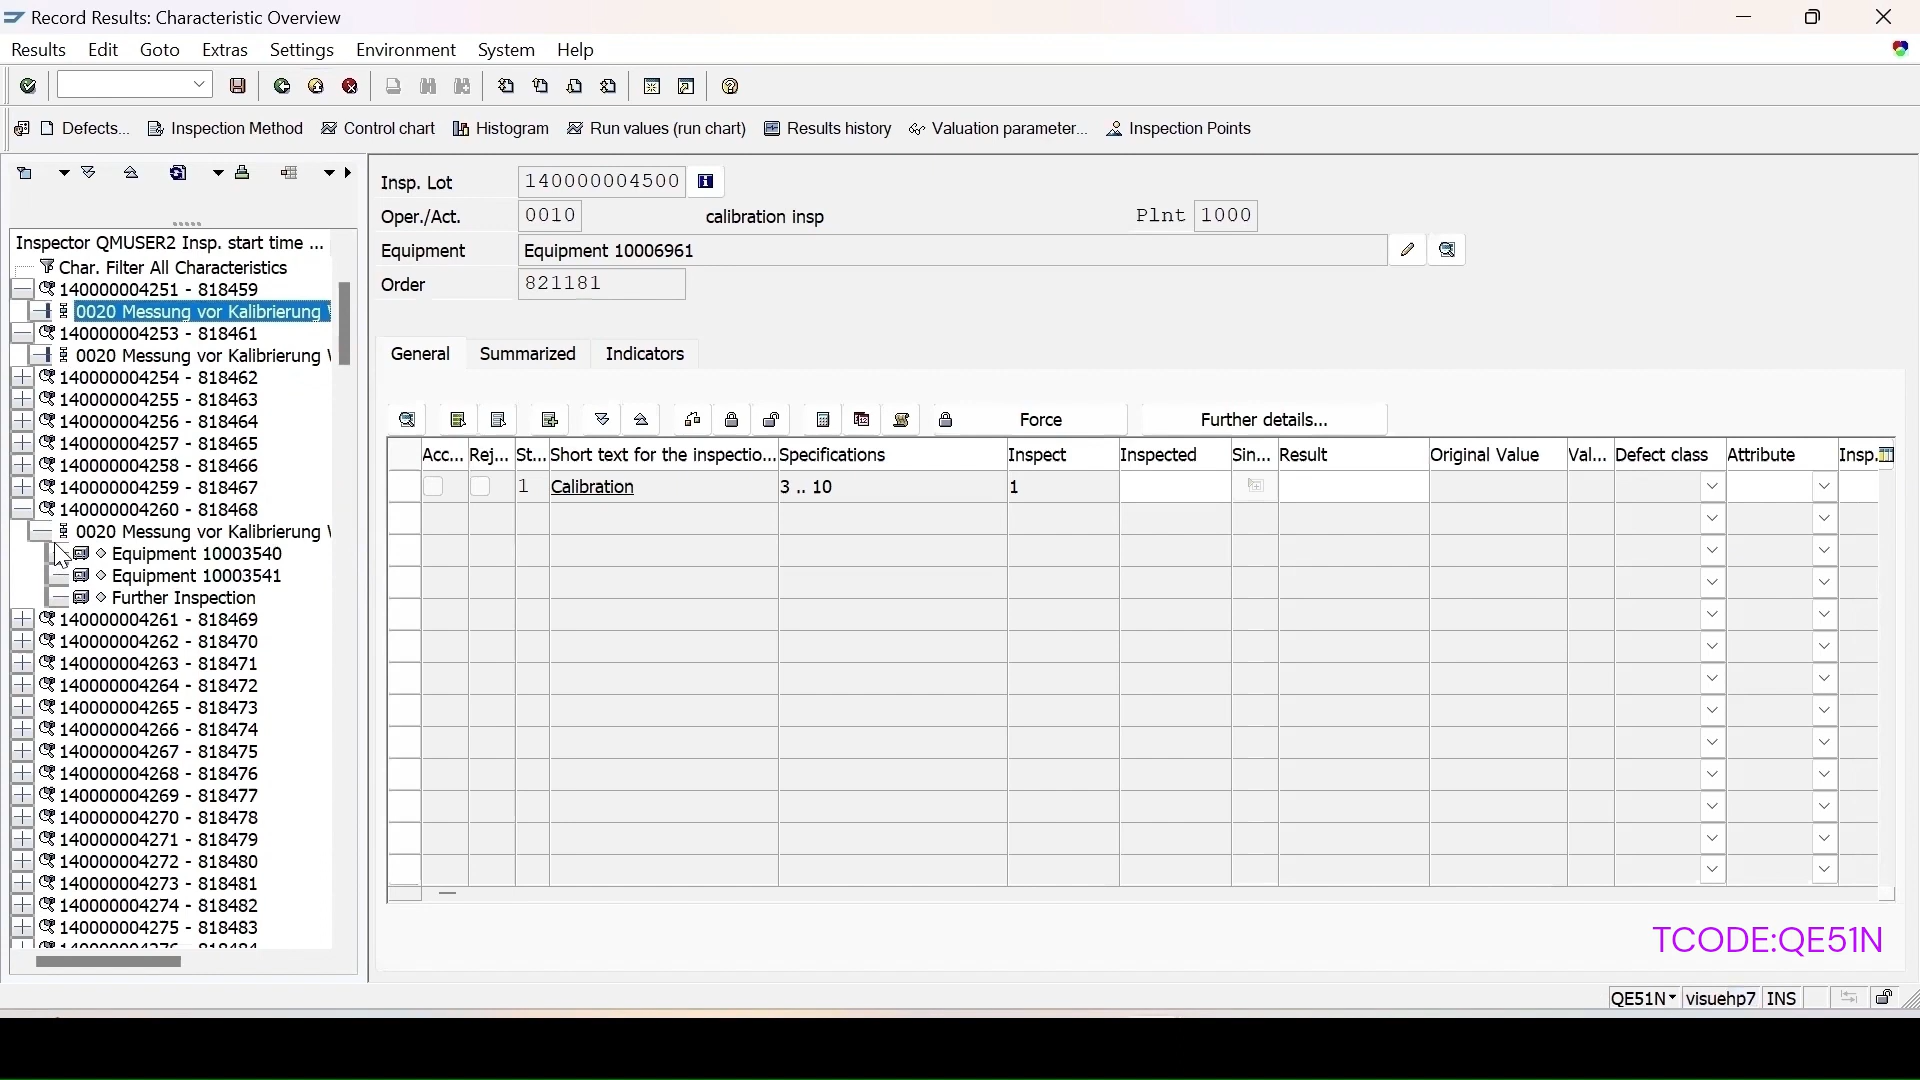 Record Results: Characteristic Overview
Results Edit Goto Extras Settings Environment System Help
Defects... Inspection Method Control chart Histogram Run values (run chart) Results history Valuation parameter... Inspection Points
Insp. Lot 140000004500
Oper./Act. 0010 calibration insp Plnt 1000
Equipment Equipment 10006961
Order 821181
Inspector QMUSER2 Insp. start time ...
Char. Filter All Characteristics
140000004251 - 818459
0020 Messung vor Kalibrierung
140000004253 - 818461
0020 Messung vor Kalibrierung
140000004254 - 818462
140000004255 - 818463
140000004256 - 818464
140000004257 - 818465
140000004258 - 818466
140000004259 - 818467
140000004260 - 818468
0020 Messung vor Kalibrierung
Equipment 10003540
Equipment 10003541
Further Inspection
140000004261 - 818469
140000004262 - 818470
140000004263 - 818471
140000004264 - 818472
140000004265 - 818473
140000004266 - 818474
140000004267 - 818475
140000004268 - 818476
140000004269 - 818477
140000004270 - 818478
140000004271 - 818479
140000004272 - 818480
140000004273 - 818481
140000004274 - 818482
140000004275 - 818483
General Summarized Indicators
Force Further details...
Acc... Rej... St... Short text for the inspectio... Specifications Inspect Inspected Sin... Result Original Value Val... Defect class Attribute Insp.
1 Calibration 3 .. 10 1
TCODE:QE51N
QE51N visuehp7 INS